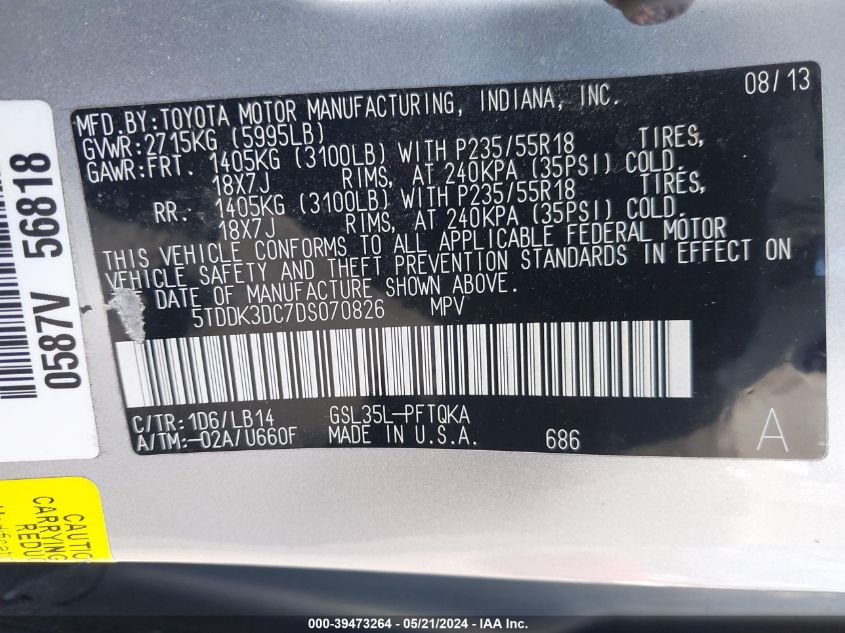 08/13
MFD.BY:TOYOTA MOTOR MANUFACTURING, INDIANA, INC.
GVWR:2715KG (5995LB)
GAWR:FRT. 1405KG (3100LB) WITH P235/55R18 TIRES,
18X7J RIMS, AT 240KPA (35PSI) COLD.
RR. 1405KG (3100LB) WITH P235/55R18 TIRES,
18X7J RIMS, AT 240KPA (35PSI) COLD.
THIS VEHICLE CONFORMS TO ALL APPLICABLE FEDERAL MOTOR
VEHICLE SAFETY AND THEFT PREVENTION STANDARDS IN EFFECT ON
DATE OF MANUFACTURE SHOWN ABOVE.
5TDDK3DC7DS070826 MPV
C/TR:1D6/LB14 GSL35L-PFTQKA
A/TM:-02A/U660F MADE IN U.S.A. 686
A
0587V 56818
CAUTIO
CARRYING
REDU
Modificat
000-39473264 - 05/21/2024 - IAAI.COM